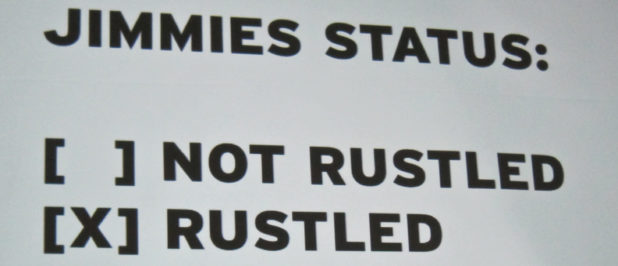 JIMMIES STATUS:
[ ] NOT RUSTLED
[X] RUSTLED